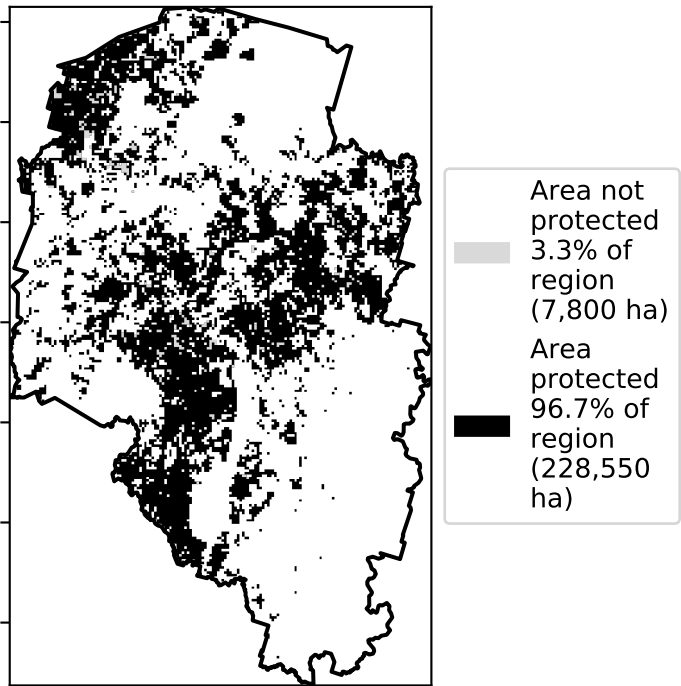 Area not
protected
3.3% of
region
(7,800 ha)
Area
protected
96.7% of
region
(228,550
ha)